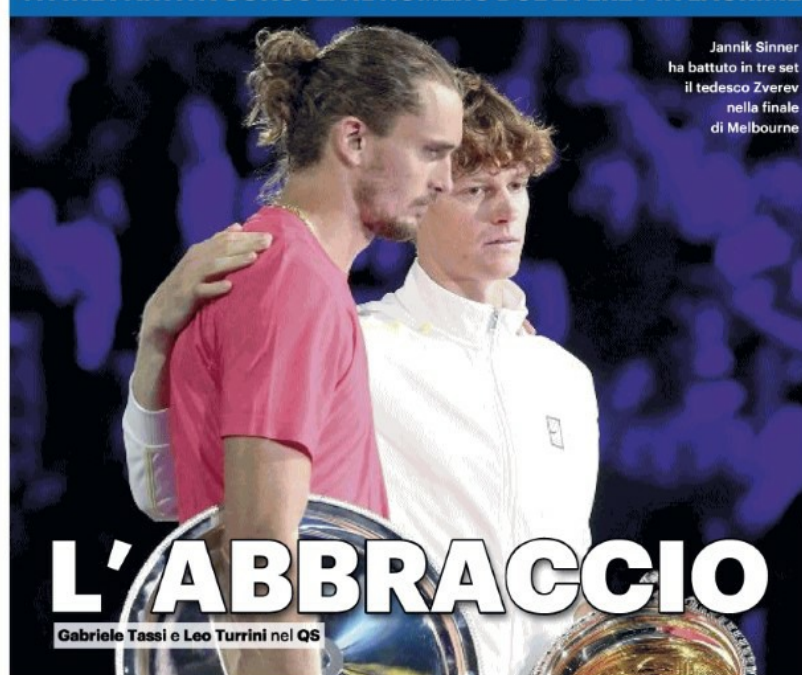 Jannik Sinner
ha battuto in tre set
il tedesco Zverev
nella finale
di Melbourne
L'ABBRACCIO
Gabriele Tassi e Leo Turrini nel QS